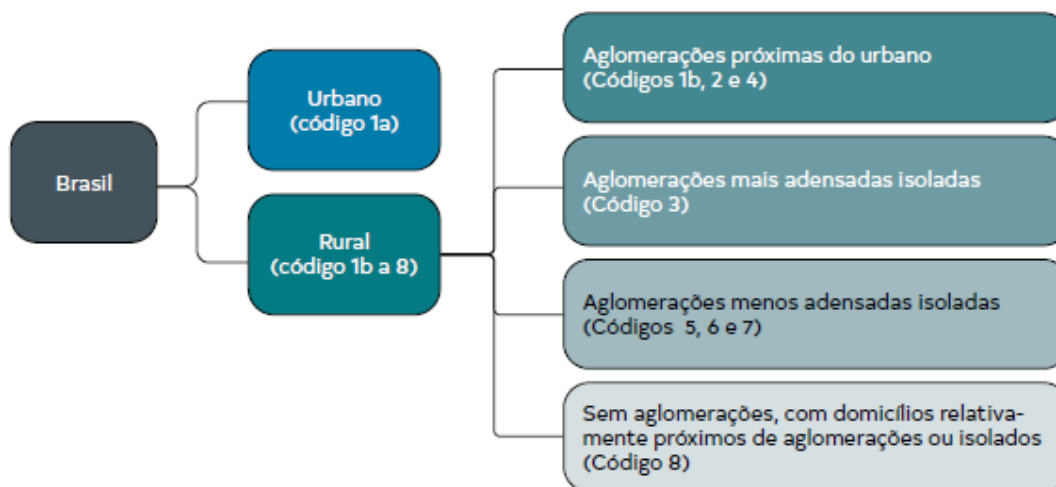 Brasil
Urbano
(código 1a)
Rural
(código 1b a 8)
Aglomerações próximas do urbano
(Códigos 1b, 2 e 4)
Aglomerações mais adensadas isoladas
(Código 3)
Aglomerações menos adensadas isoladas
(Códigos 5, 6 e 7)
Sem aglomerações, com domicílios relativa-
mente próximos de aglomerações ou isolados
(Código 8)